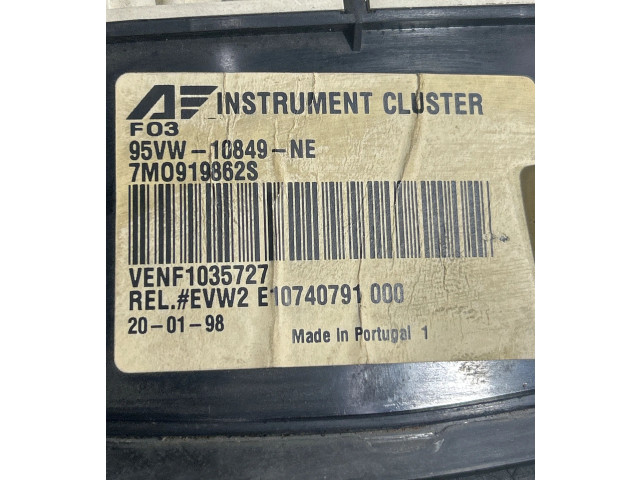 AF INSTRUMENT CLUSTER
F03
95VW-10849-NE
7M0919862S
VENF1035727
REL.#EVW2 E10740791 000
20-01-98
Made in Portugal 1